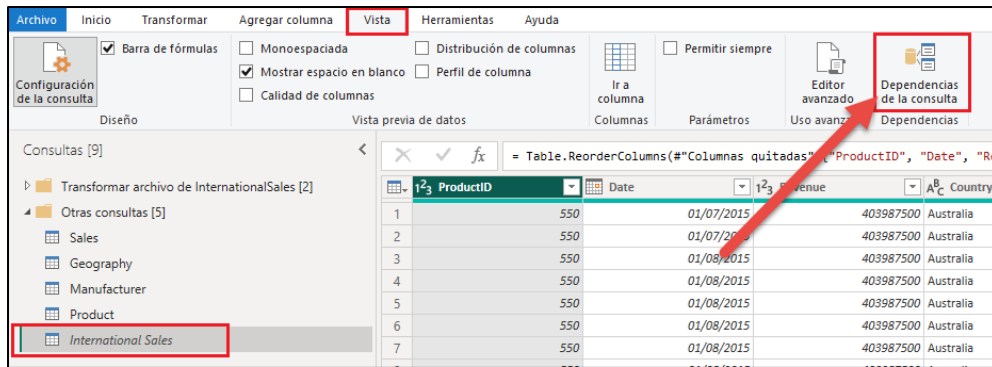 Archivo Inicio Transformar Agregar columna Vista Herramientas Ayuda
Barra de fórmulas Monoespaciada Distribución de columnas Permitir siempre
Mostrar espacio en blanco Perfil de columna
Calidad de columnas
Configuración de la consulta
Ir a columna
Editor avanzado
Dependencias de la consulta
Diseño Vista previa de datos Columnas Parámetros Uso avanz Dependencias
Consultas [9]
fx = Table.ReorderColumns(#"Columnas quitadas" "ProductID", "Date", "R
Transformar archivo de InternationalSales [2]
Otras consultas [5]
Sales
Geography
Manufacturer
Product
International Sales
1²3 ProductID Date 1²3 venue ABC Country
1 550 01/07/2015 403987500 Australia
2 550 01/07/2015 403987500 Australia
3 550 01/08/2015 403987500 Australia
4 550 01/08/2015 403987500 Australia
5 550 01/08/2015 403987500 Australia
6 550 01/08/2015 403987500 Australia
7 550 01/08/2015 403987500 Australia